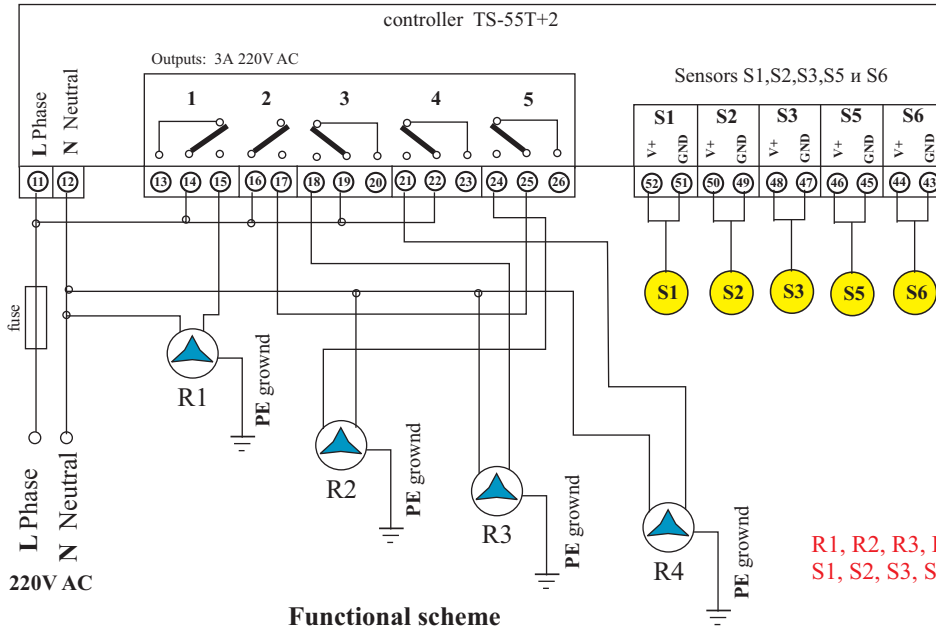 controller TS-55T+2
Outputs: 3A 220V AC
Sensors S1,S2,S3,S5 и S6
1 2 3 4 5
S1 S2 S3 S5 S6
L Phase
N Neutral
V+ GND V+ GND V+ GND V+ GND V+ GND
11 12 13 14 15 16 17 18 19 20 21 22 23 24 25 26 52 51 50 49 48 47 46 45 44 43
S1 S2 S3 S5 S6
fuse
R1
PE grownd
R2
PE grownd
R3
PE grownd
R4
PE grownd
L Phase
N Neutral
220V AC
R1, R2, R3,
S1, S2, S3,
Functional scheme